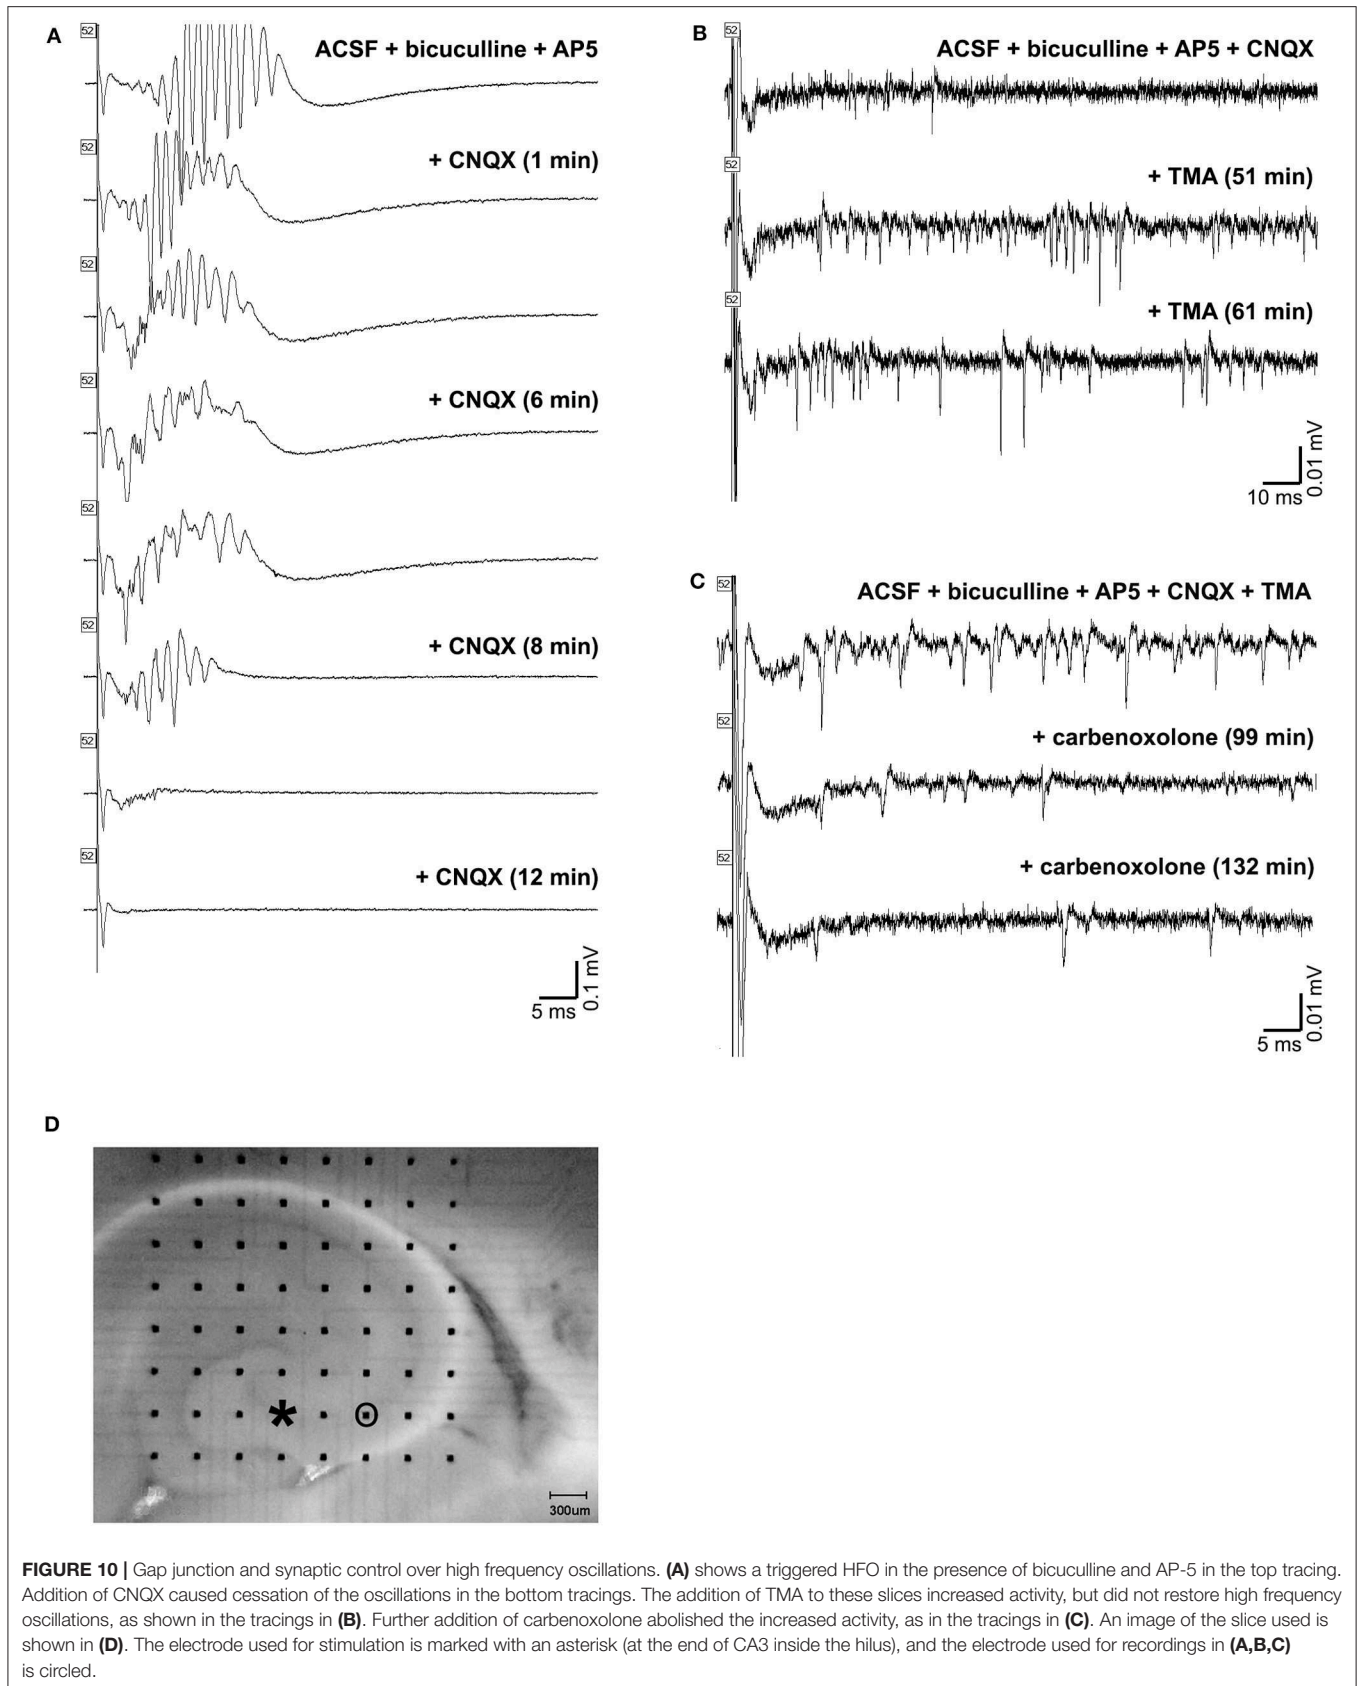 A
52
ACSF + bicuculline + AP5
52
+ CNQX (1 min)
52
52
+ CNQX (6 min)
52
52
+ CNQX (8 min)
52
52
+ CNQX (12 min)
0.1 mV
5 ms
B
52
ACSF + bicuculline + AP5 + CNQX
52
+ TMA (51 min)
52
+ TMA (61 min)
0.01 mV
10 ms
C
52
ACSF + bicuculline + AP5 + CNQX + TMA
52
+ carbenoxolone (99 min)
52
+ carbenoxolone (132 min)
0.01 mV
5 ms
D
*
300um
FIGURE 10 | Gap junction and synaptic control over high frequency oscillations. (A) shows a triggered HFO in the presence of bicuculline and AP-5 in the top tracing.
Addition of CNQX caused cessation of the oscillations in the bottom tracings. The addition of TMA to these slices increased activity, but did not restore high frequency
oscillations, as shown in the tracings in (B). Further addition of carbenoxolone abolished the increased activity, as in the tracings in (C). An image of the slice used is
shown in (D). The electrode used for stimulation is marked with an asterisk (at the end of CA3 inside the hilus), and the electrode used for recordings in (A,B,C)
is circled.